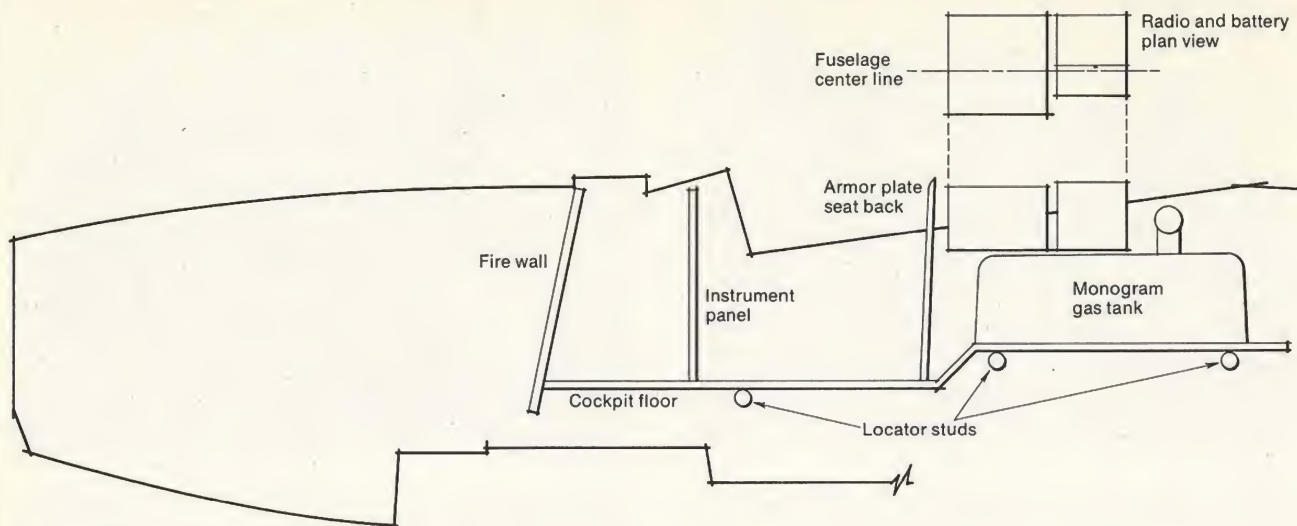 Radio and battery
plan view
Fuselage
center line
Armor plate
seat back
Fire wall
Instrument
panel
Monogram
gas tank
Cockpit floor
Locator studs